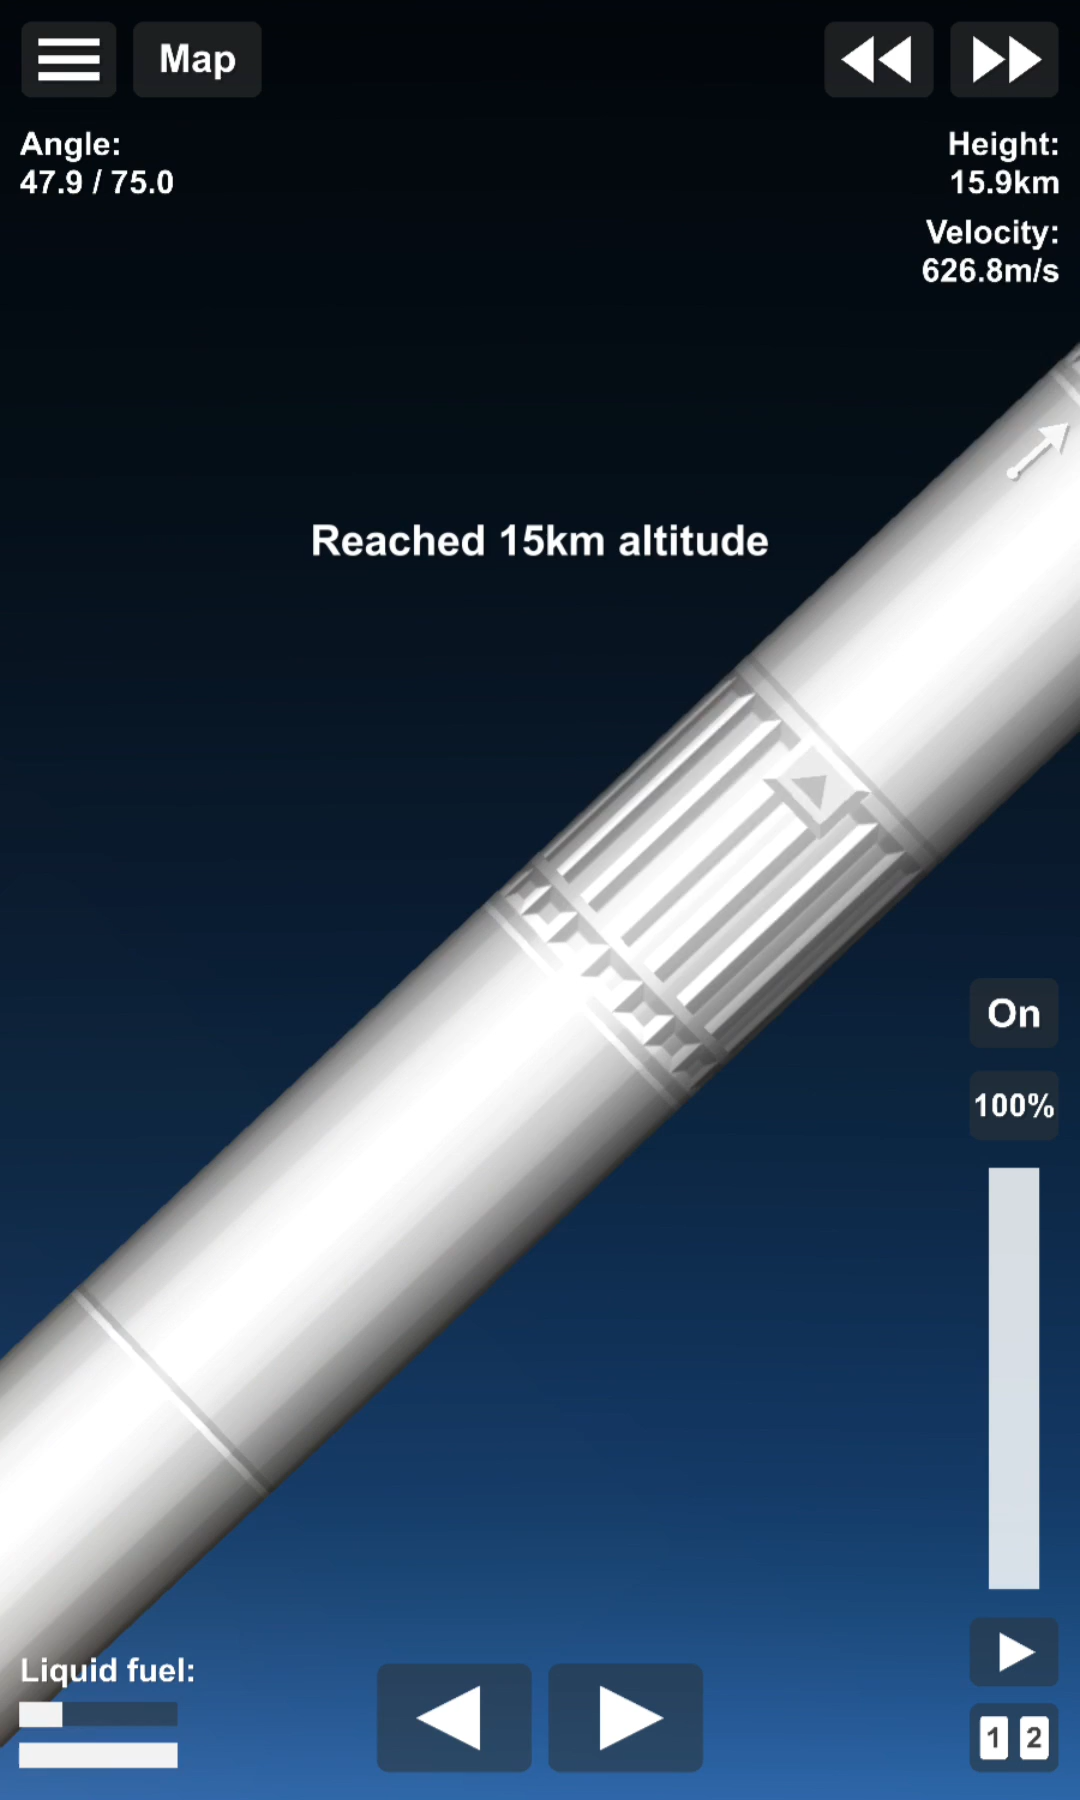 Map
Angle:
47.9 / 75.0
Height:
15.9km
Velocity:
626.8m/s
Reached 15km altitude
On
100%
Liquid fuel:
1 2